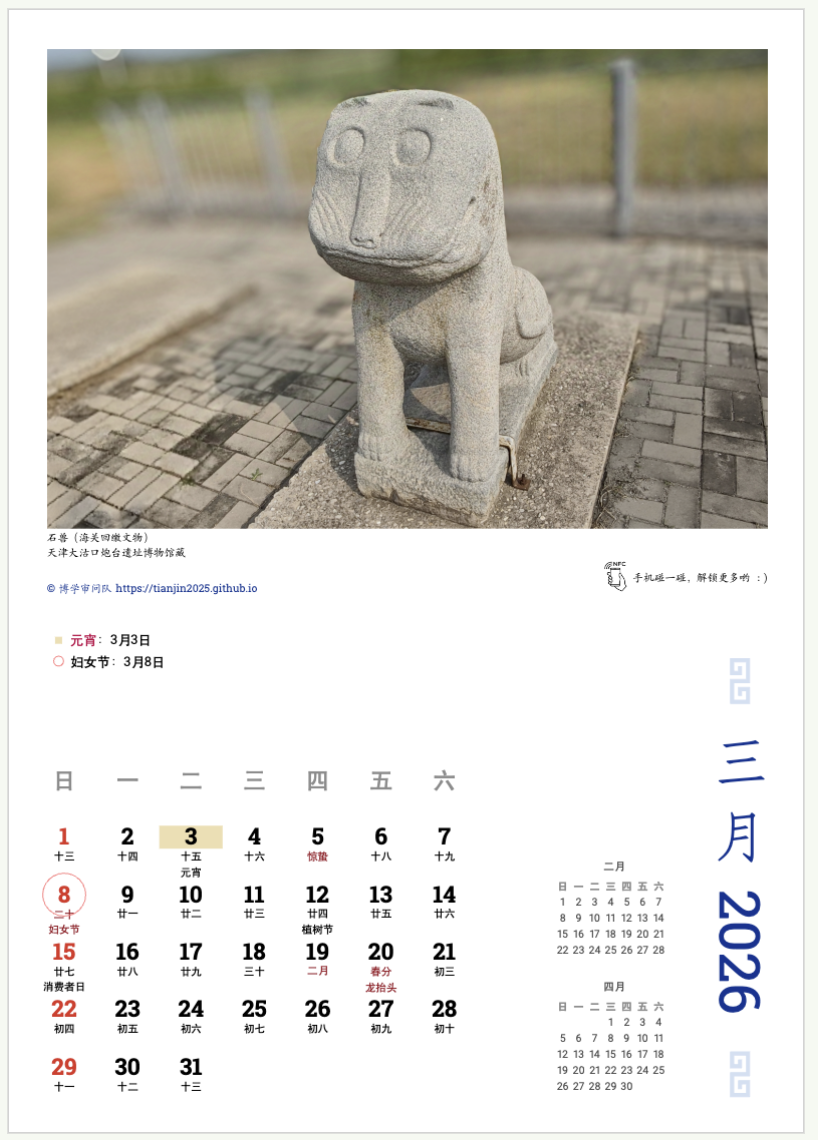 石兽（海关回缴文物）
天津大沽口炮台遗址博物馆藏
© 博学审问队 https://tianjin2025.github.io
NFC
手机碰一碰，解锁更多哟 ：）
元宵：3月3日
妇女节：3月8日
三月 2026
日 一 二 三 四 五 六
1 2 3 4 5 6 7
十三 十四 十五 十六 惊蛰 十八 十九
元宵
8 9 10 11 12 13 14
二十 廿一 廿二 廿三 廿四 廿五 廿六
妇女节 植树节
15 16 17 18 19 20 21
廿七 廿八 廿九 三十 二月 春分 初三
消费者日 龙抬头
22 23 24 25 26 27 28
初四 初五 初六 初七 初八 初九 初十
29 30 31
十一 十二 十三
二月
日 一 二 三 四 五 六
1 2 3 4 5 6 7
8 9 10 11 12 13 14
15 16 17 18 19 20 21
22 23 24 25 26 27 28
四月
日 一 二 三 四 五 六
1 2 3 4
5 6 7 8 9 10 11
12 13 14 15 16 17 18
19 20 21 22 23 24 25
26 27 28 29 30